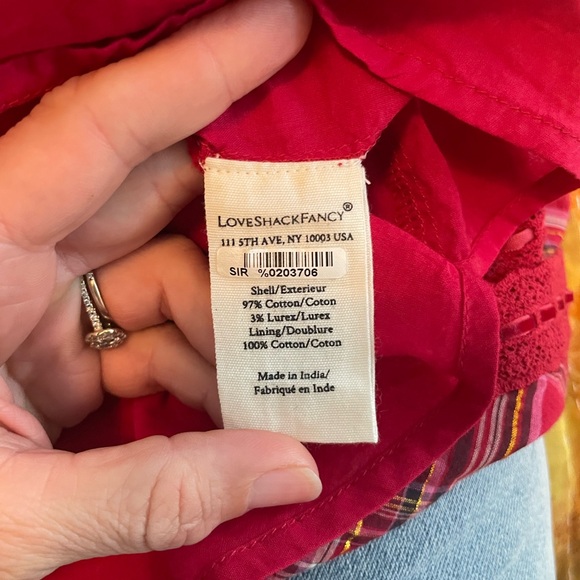 LoveShackFancy®
111 5TH AVE, NY 10003 USA
SIR %0203706
Shell/Exterieur
97% Cotton/Coton
3% Lurex/Lurex
Lining/Doublure
100% Cotton/Coton
Made in India/
Fabriqué en Inde